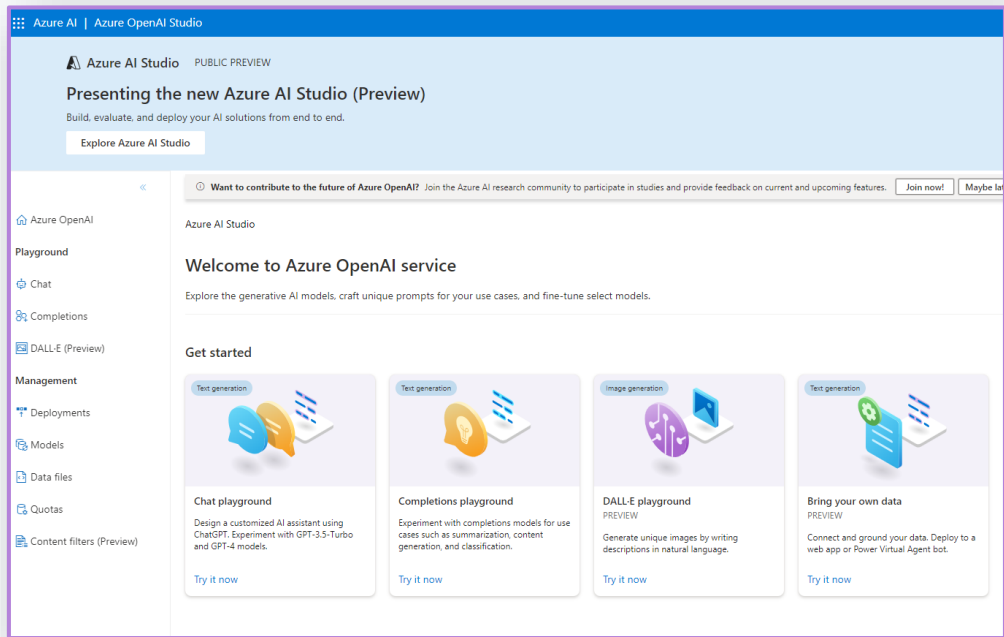 Azure AI | Azure OpenAI Studio
Azure AI Studio PUBLIC PREVIEW
Presenting the new Azure AI Studio (Preview)
Build, evaluate, and deploy your AI solutions from end to end.
Explore Azure AI Studio
Want to contribute to the future of Azure OpenAI? Join the Azure AI research community to participate in studies and provide feedback on current and upcoming features. Join now! Maybe
Azure OpenAI
Playground
Chat
Completions
DALL·E (Preview)
Management
Deployments
Models
Data files
Quotas
Content filters (Preview)
Azure AI Studio
Welcome to Azure OpenAI service
Explore the generative AI models, craft unique prompts for your use cases, and fine-tune select models.
Get started
Text generation
Chat playground
Design a customized AI assistant using
ChatGPT. Experiment with GPT-3.5-Turbo
and GPT-4 models.
Try it now
Text generation
Completions playground
Experiment with completions models for use
cases such as summarization, content
generation, and classification.
Try it now
Image generation
DALL·E playground
PREVIEW
Generate unique images by writing
descriptions in natural language.
Try it now
Text generation
Bring your own data
PREVIEW
Connect and ground your data. Deploy to a
web app or Power Virtual Agent bot.
Try it now